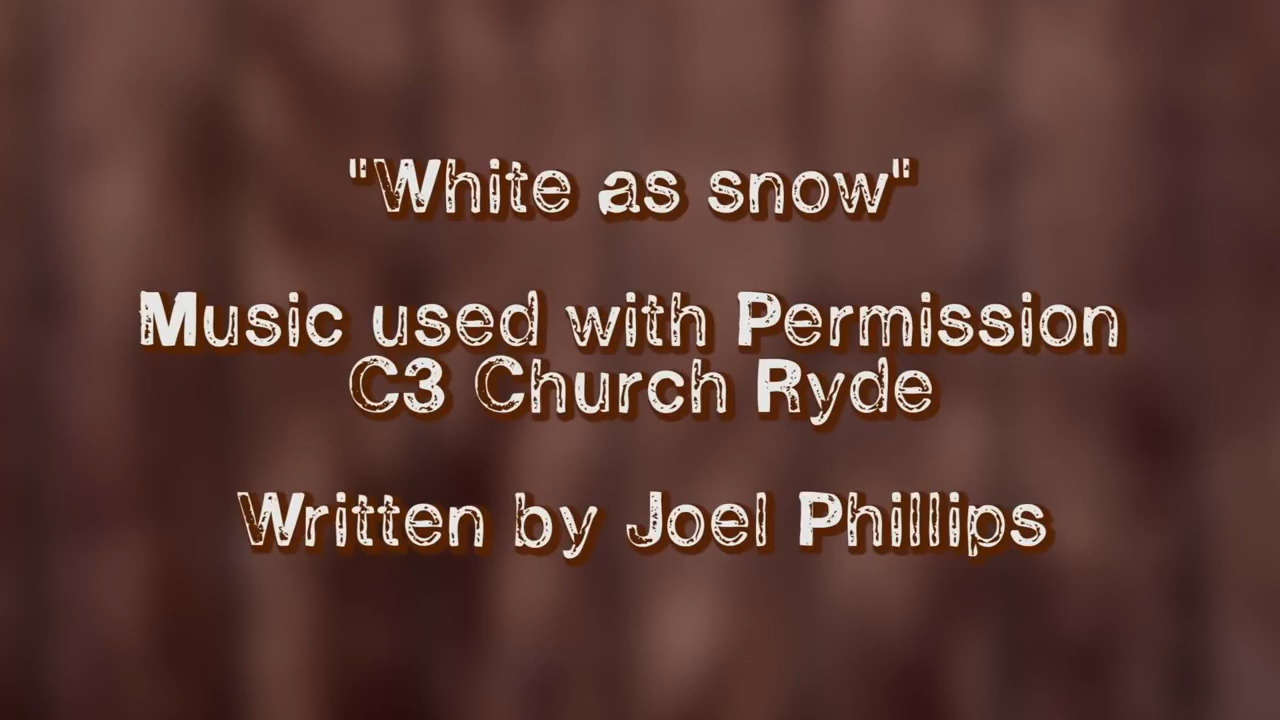 "White as snow"
Music used with Permission
C3 Church Ryde
Written by Joel Phillips